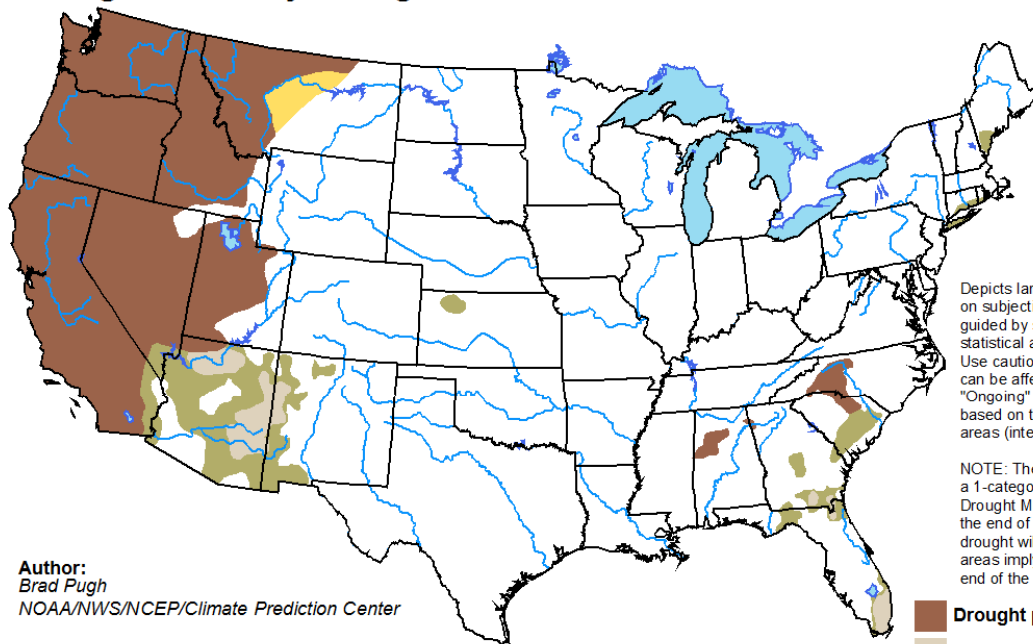 Depicts lar
on subjecti
guided by
statistical a
Use cautio
can be affe
"Ongoing"
based on t
areas (inte
NOTE: The
a 1-catego
Drought M
the end of
drought wi
areas impl
end of the
Author:
Brad Pugh
NOAA/NWS/NCEP/Climate Prediction Center
Drought p